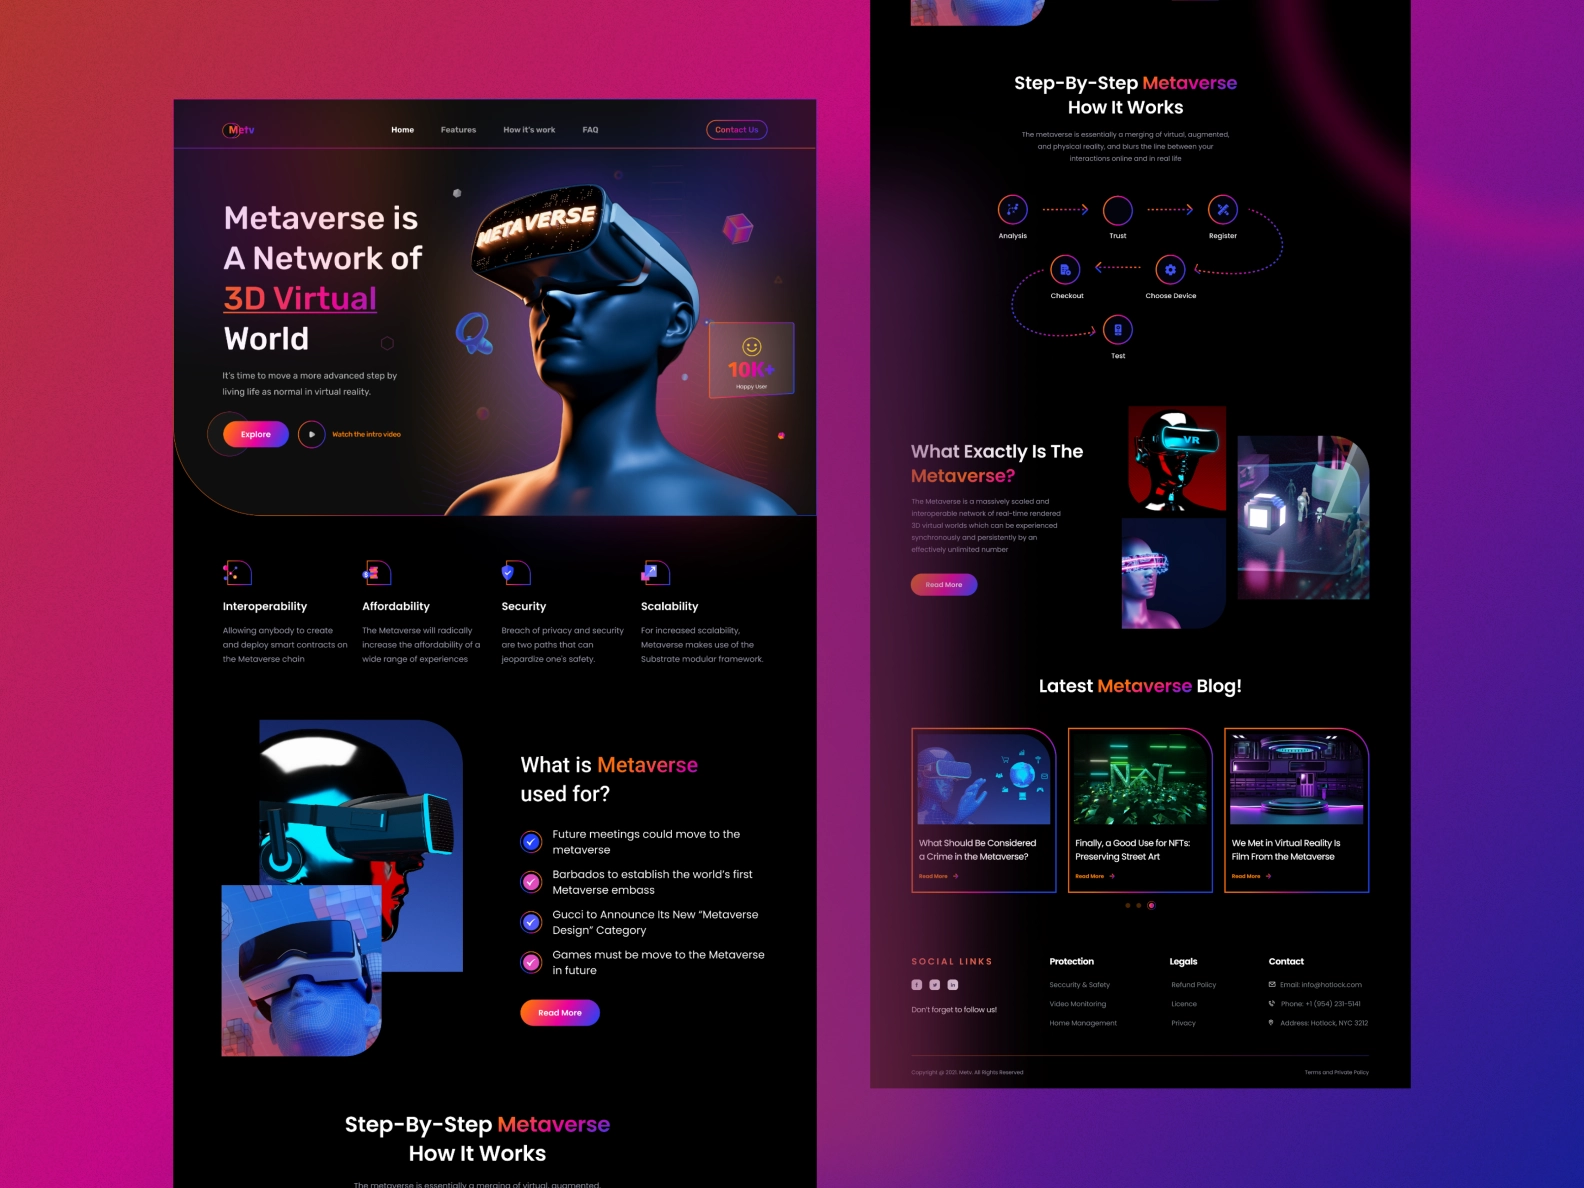 Metv
Home
Features
How it's work
FAQ
Contact Us
Metaverse is
A Network of
3D Virtual
World
It's time to move a more advanced step by
living life as normal in virtual reality.
Explore
Watch the intro video
METAVERSE
10K+
Happy User
Interoperability
Allowing anybody to create
and deploy smart contracts on
the Metaverse chain
Affordability
The Metaverse will radically
increase the affordability of a
wide range of experiences
Security
Breach of privacy and security
are two paths that can
jeopardize one's safety.
Scalability
For increased scalability,
Metaverse makes use of the
Substrate modular framework.
What is Metaverse
used for?
Future meetings could move to the
metaverse
Barbados to establish the world's first
Metaverse embass
Gucci to Announce Its New "Metaverse
Design" Category
Games must be move to the Metaverse
in future
Read More
Step-By-Step Metaverse
How It Works
The metaverse is essentially a merging of virtual, augmented,
Step-By-Step Metaverse
How It Works
The metaverse is essentially a merging of virtual, augmented,
and physical reality, and blurs the line between your
interactions online and in real life
Analysis
Trust
Register
Checkout
Choose Device
Test
What Exactly Is The
Metaverse?
The Metaverse is a massively scaled and
interoperable network of real-time rendered
3D virtual worlds which can be experienced
synchronously and persistently by an
effectively unlimited number
Read More
VR
Latest Metaverse Blog!
What Should Be Considered
a Crime in the Metaverse?
Read More
NFT
Finally, a Good Use for NFTs:
Preserving Street Art
Read More
We Met in Virtual Reality Is
Film From the Metaverse
Read More
SOCIAL LINKS
Don't forget to follow us!
Protection
Seccurity & Safety
Video Monitoring
Home Management
Legals
Refund Policy
Licence
Privacy
Contact
Email: info@hotlock.com
Phone: +1 (954) 231-5141
Address: Hotlock, NYC 3212
Copyright @ 2021. Metv. All Rights Reserved
Terms and Private Policy